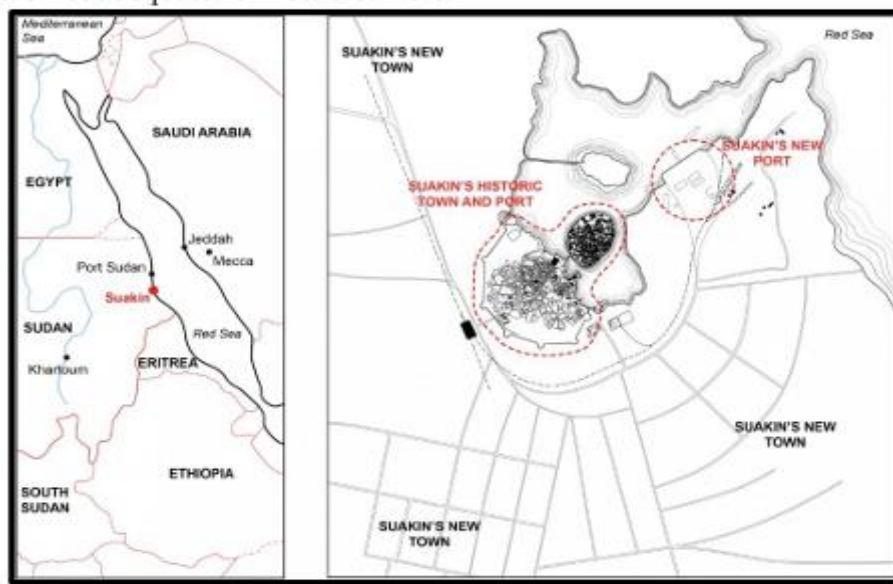 Mediterranean
Sea
SAUDI ARABIA
EGYPT
Jeddah
Mecca
Port Sudan
Suakin
Red Sea
SUDAN
ERITREA
Khartoum
ETHIOPIA
SOUTH
SUDAN
SUAKIN'S NEW
TOWN
Red Sea
SUAKIN'S NEW
PORT
SUAKIN'S HISTORIC
TOWN AND PORT
SUAKIN'S NEW
TOWN
SUAKIN'S NEW
TOWN